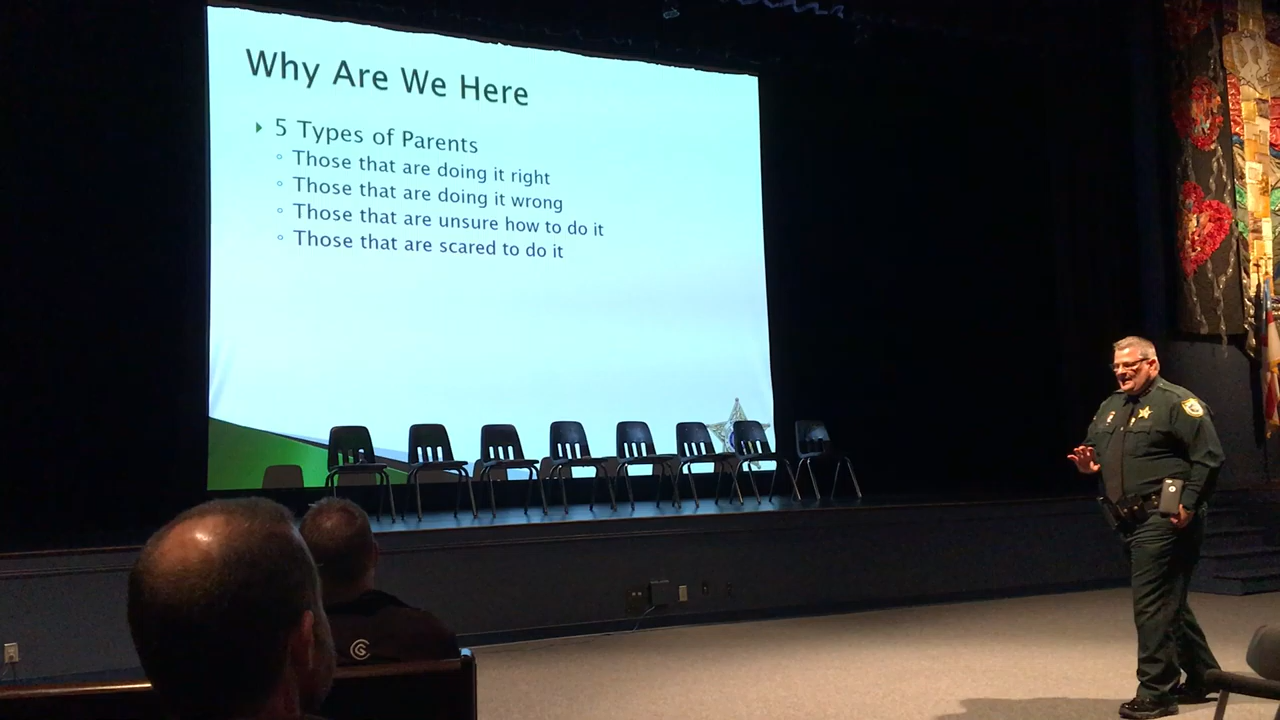 Why Are We Here
5 Types of Parents
Those that are doing it right
Those that are doing it wrong
Those that are unsure how to do it
Those that are scared to do it